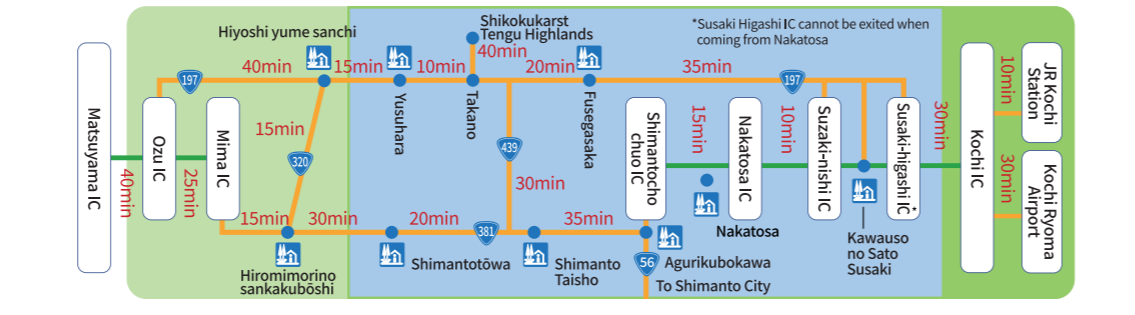 Hiyoshi yume sanchi
Shikokukarst
Tengu Highlands
*Susaki Higashi IC cannot be exited when
coming from Nakatosa
40min
197
40min
15min
10min
20min
35min
197
Matsuyama IC
Ozu IC
Mima IC
Yusuhara
Takano
Fusegasaka
Shimantocho
chuo IC
Nakatosa IC
Suzaki-nishi IC
Susaki-higashi IC*
Kochi IC
JR Kochi
Station
Kochi Ryoma
Airport
10min
30min
15min
320
439
15min
10min
30min
40min
25min
30min
15min
30min
20min
381
35min
Nakatosa
Kawauso
no Sato
Susaki
Hiromimorino
sankakubōshi
Shimantotōwa
Shimanto
Taisho
56
Agurikubokawa
To Shimanto City